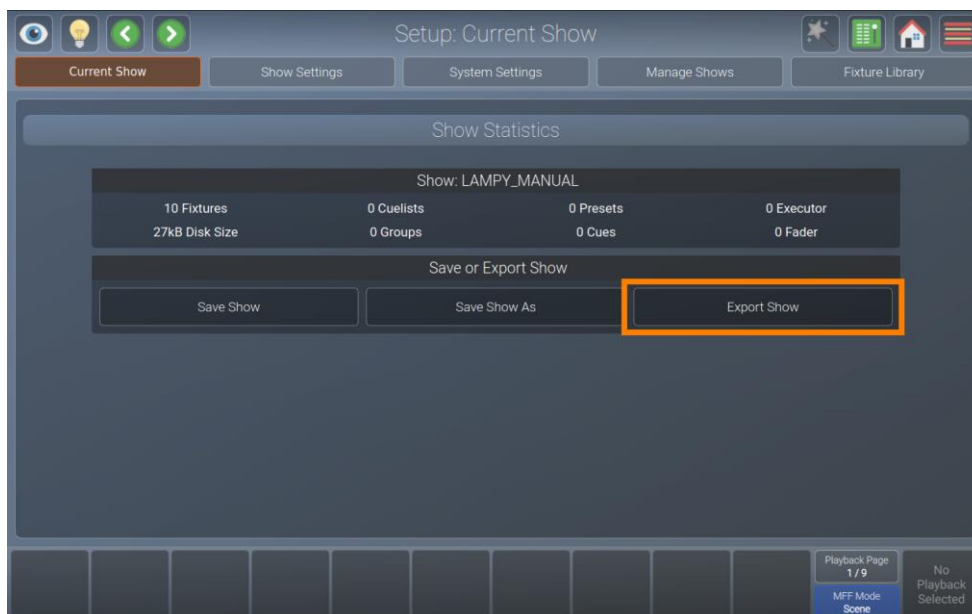 Setup: Current Show
Current Show
Show Settings
System Settings
Manage Shows
Fixture Library
Show Statistics
Show: LAMPY_MANUAL
10 Fixtures
0 Cuelists
0 Presets
0 Executor
27kB Disk Size
0 Groups
0 Cues
0 Fader
Save or Export Show
Save Show
Save Show As
Export Show
Playback Page
1 / 9
MFF Mode
Scene
No
Playback
Selected